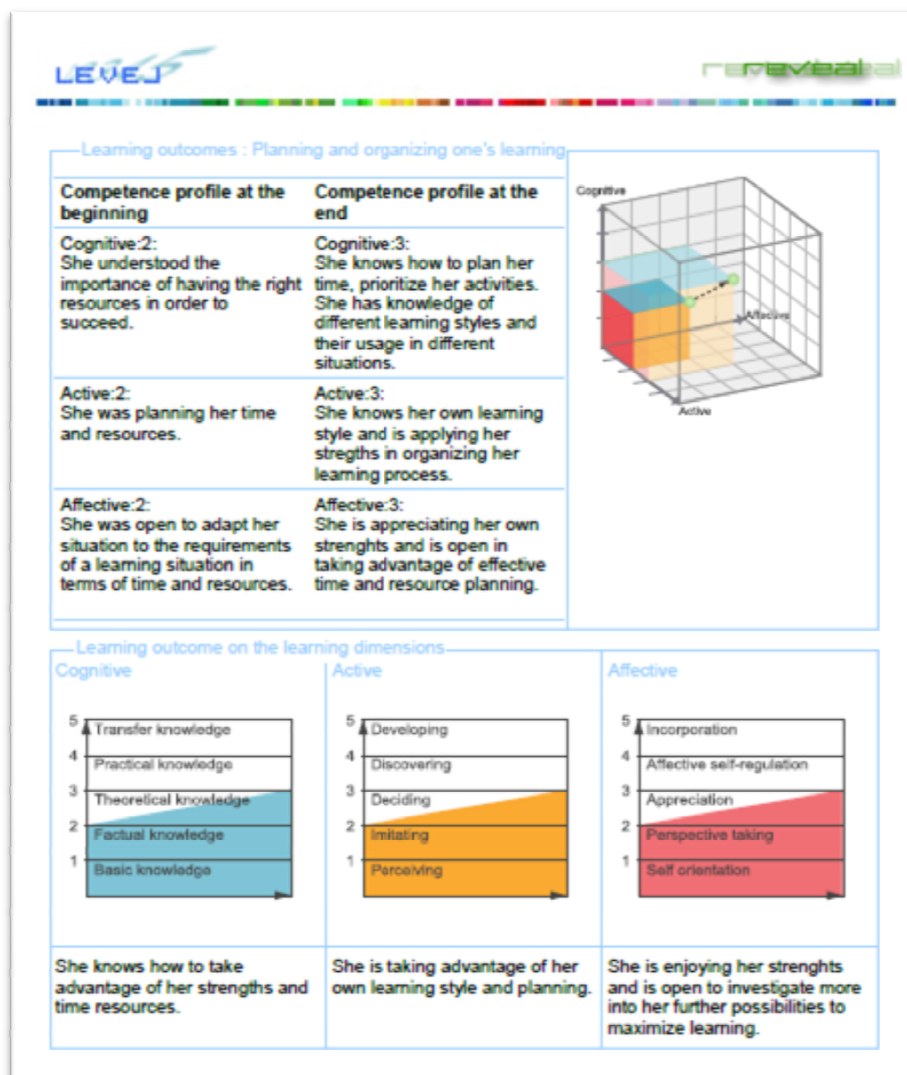 LEVEL5
reveal
Learning outcomes : Planning and organizing one's learning
Competence profile at the
beginning
Competence profile at the
end
Cognitive:2:
She understood the
importance of having the right
resources in order to
succeed.
Cognitive:3:
She knows how to plan her
time, prioritize her activities.
She has knowledge of
different learning styles and
their usage in different
situations.
Active:2:
She was planning her time
and resources.
Active:3:
She knows her own learning
style and is applying her
stregths in organizing her
learning process.
Affective:2:
She was open to adapt her
situation to the requirements
of a learning situation in
terms of time and resources.
Affective:3:
She is appreciating her own
strenghts and is open in
taking advantage of effective
time and resource planning.
Cognitive
Affective
Active
Learning outcome on the learning dimensions
Cognitive
5
Transfer knowledge
4
Practical knowledge
3
Theoretical knowledge
2
Factual knowledge
1
Basic knowledge
She knows how to take
advantage of her strengths and
time resources.
Active
5
Developing
4
Discovering
3
Deciding
2
Imitating
1
Perceiving
She is taking advantage of her
own learning style and planning.
Affective
5
Incorporation
4
Affective self-regulation
3
Appreciation
2
Perspective taking
1
Self orientation
She is enjoying her strenghts
and is open to investigate more
into her further possibilities to
maximize learning.